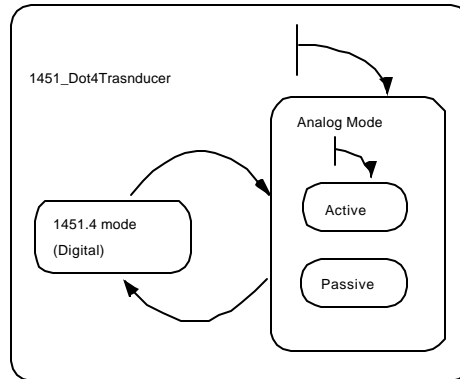 1451_Dot4Trasnducer
Analog Mode
Active
1451.4 mode
(Digital)
Passive